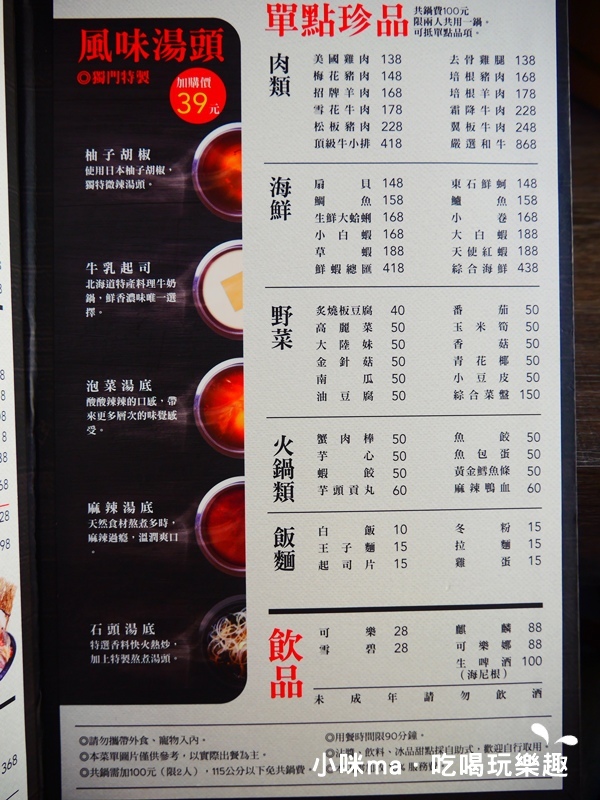 風味湯頭
◎獨門特製
加購價
39元
柚子胡椒
使用日本柚子胡椒，
獨特微辣湯頭。
牛乳起司
北海道特產料理牛奶
鍋，鮮香濃味唯一選
擇。
泡菜湯底
酸酸辣辣的口感，帶
來更多層次的味覺感
受。
麻辣湯底
天然食材熬煮多時，
麻辣過癮，溫潤爽口
。
石頭湯底
特選香料快火熱炒，
加上特製熬煮湯頭。
單點珍品
共鍋費100元
限兩人共用一鍋。
可抵單點品項。
肉類
美國雞肉 138 去骨雞腿 138
梅花豬肉 148 培根豬肉 168
招牌羊肉 168 培根羊肉 178
雪花牛肉 178 霜降牛肉 228
松板豬肉 228 翼板牛肉 248
頂級牛小排 418 嚴選和牛 868
海鮮
扇貝 148 東石鮮蚵 148
鯛魚 158 鱸魚 158
生鮮大蛤蜊 168 小卷 168
小白蝦 168 大白蝦 188
草蝦 188 天使紅蝦 188
鮮蝦總匯 418 綜合海鮮 438
野菜
炙燒板豆腐 40 番茄 50
高麗菜 50 玉米筍 50
大陸妹 50 香菇 50
金針菇 50 青花椰 50
南瓜 50 小豆皮 50
油豆腐 50 綜合菜盤 150
火鍋類
蟹肉棒 50 魚餃 50
芋心 50 魚包蛋 50
蝦餃 50 黃金鱈魚條 50
芋頭貢丸 60 麻辣鴨血 60
飯麵
白飯 10 冬粉 15
王子麵 15 拉麵 15
起司片 15 雞蛋 15
飲品
可樂 28 麒麟 88
雪碧 28 可樂娜 88
生啤酒 100
(海尼根)
未成年請勿飲酒
◎請勿攜帶外食、寵物入內。
◎本菜單圖片僅供參考，以實際出餐為主。
◎共鍋需加100元（限2人），115公分以下免共鍋費。
◎用餐時間限90分鐘。
飲料、冰品甜點採自助式，歡迎自行取用。
服務費
368
小咪ma・吃喝玩樂趣